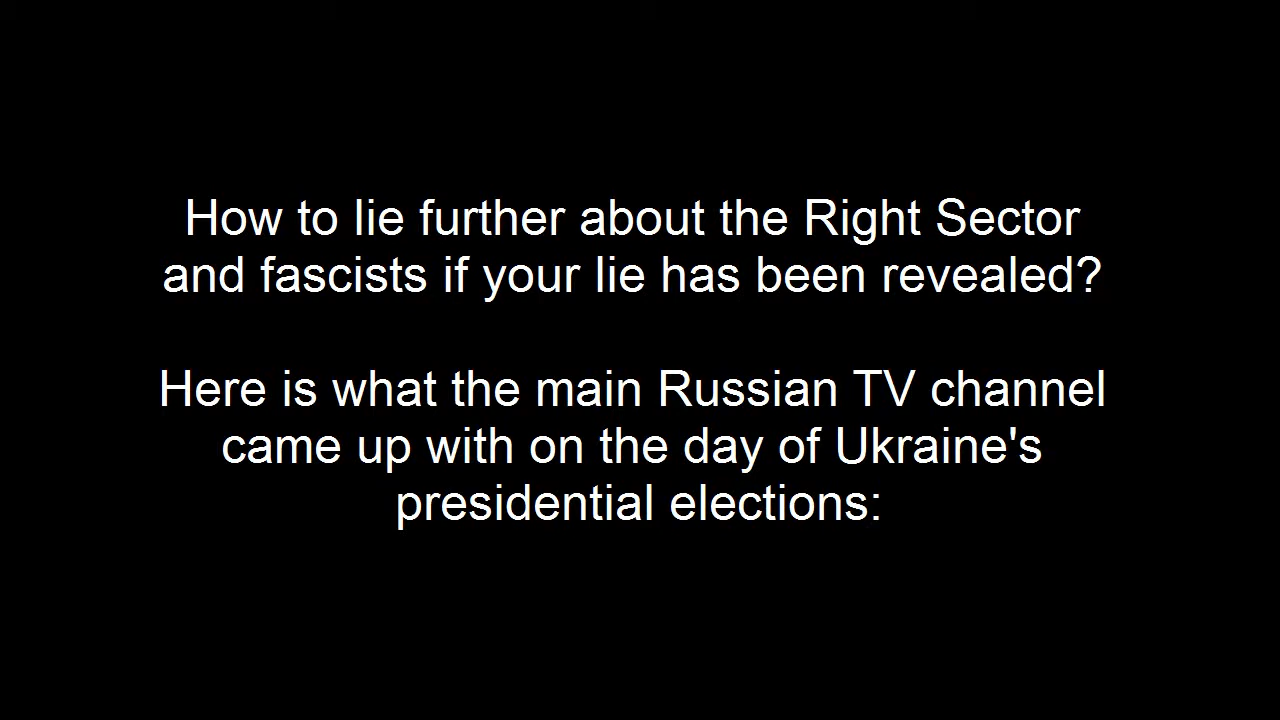 How to lie further about the Right Sector
and fascists if your lie has been revealed?
Here is what the main Russian TV channel
came up with on the day of Ukraine's
presidential elections: